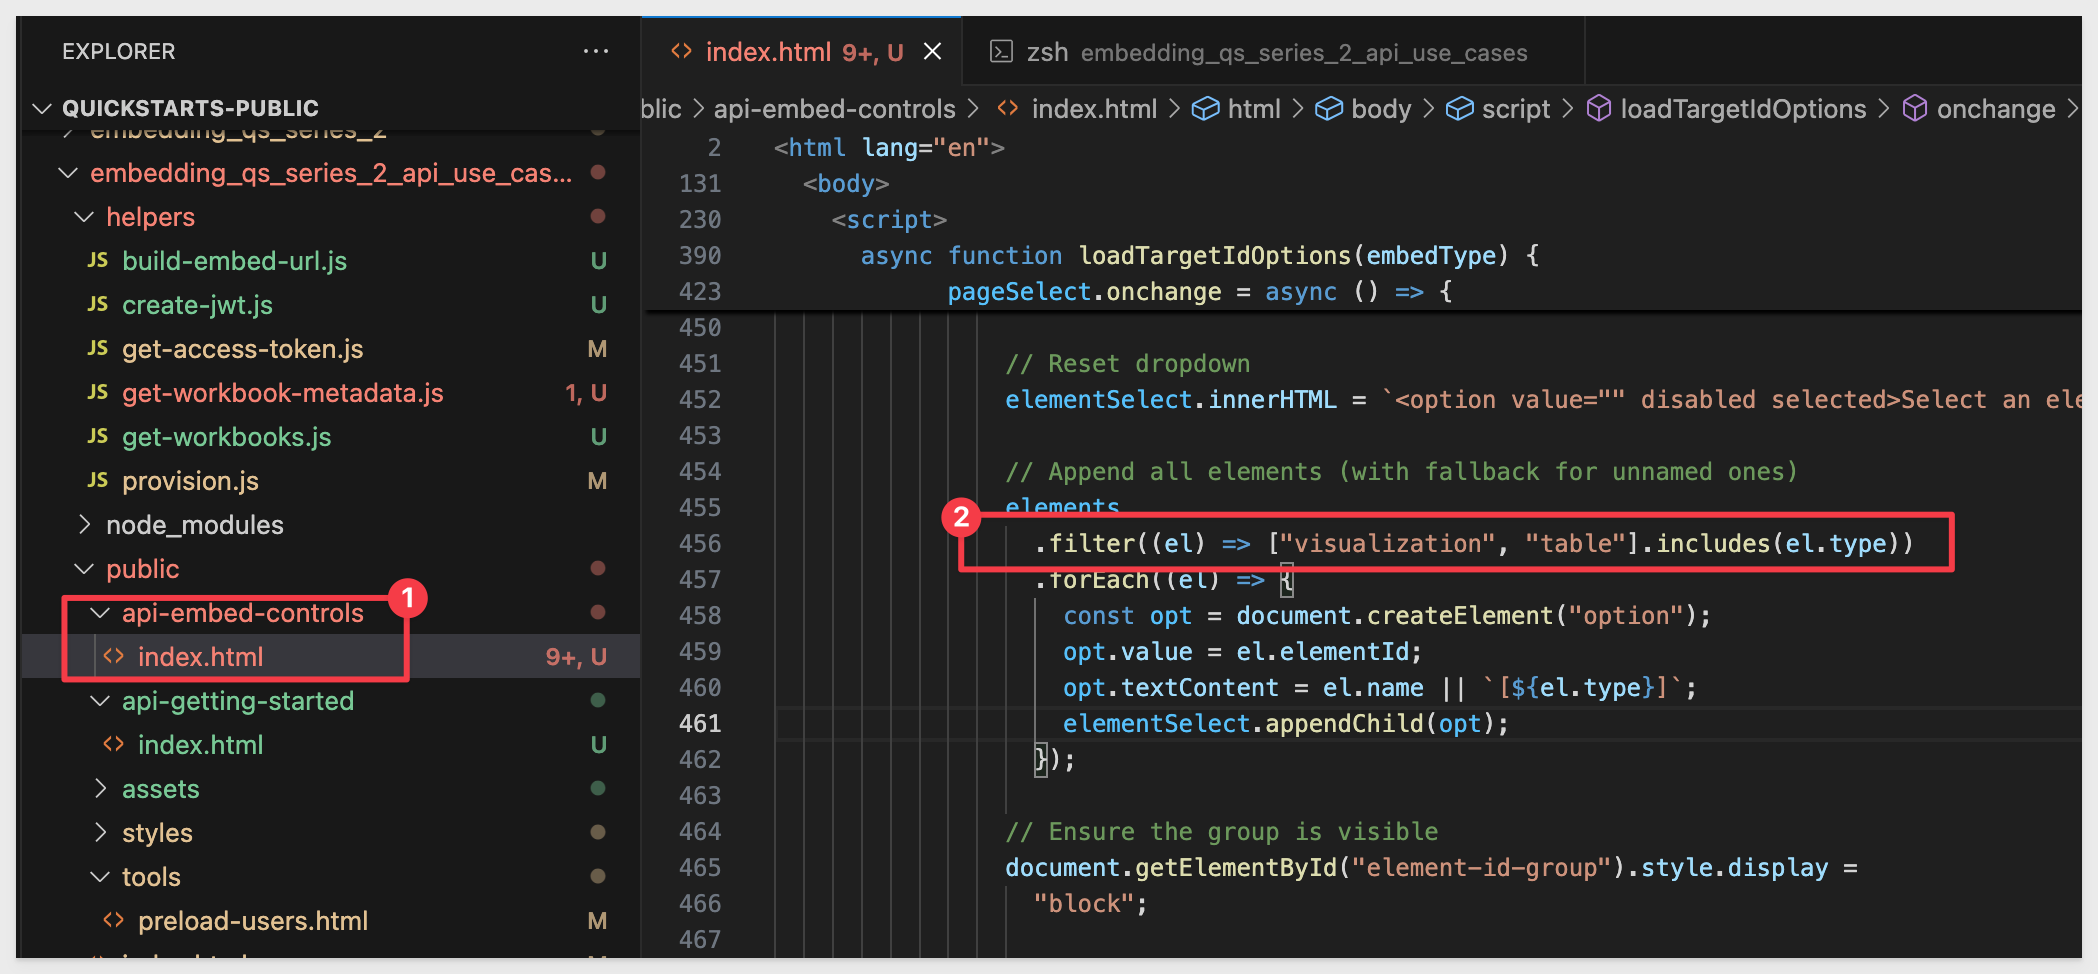 EXPLORER
QUICKSTARTS-PUBLIC
embedding_qs_series_2
embedding_qs_series_2_api_use_cas...
helpers
JS build-embed-url.js U
JS create-jwt.js U
JS get-access-token.js M
JS get-workbook-metadata.js 1, U
JS get-workbooks.js U
JS provision.js M
node_modules
public
1
api-embed-controls
<> index.html 9+, U
api-getting-started
<> index.html U
assets
styles
tools
<> preload-users.html M
<> index.html 9+, U
zsh embedding_qs_series_2_api_use_cases
blic > api-embed-controls > <> index.html > html > body > script > loadTargetIdOptions > onchange >
2 <html lang="en">
131 <body>
230 <script>
390 async function loadTargetIdOptions(embedType) {
423 pageSelect.onchange = async () => {
450
451 // Reset dropdown
452 elementSelect.innerHTML = `<option value="" disabled selected>Select an ele
453
454 // Append all elements (with fallback for unnamed ones)
455 elements
2
456 .filter((el) => ["visualization", "table"].includes(el.type))
457 .forEach((el) => {
458 const opt = document.createElement("option");
459 opt.value = el.elementId;
460 opt.textContent = el.name || `[${el.type}]`;
461 elementSelect.appendChild(opt);
462 });
463
464 // Ensure the group is visible
465 document.getElementById("element-id-group").style.display =
466 "block";
467